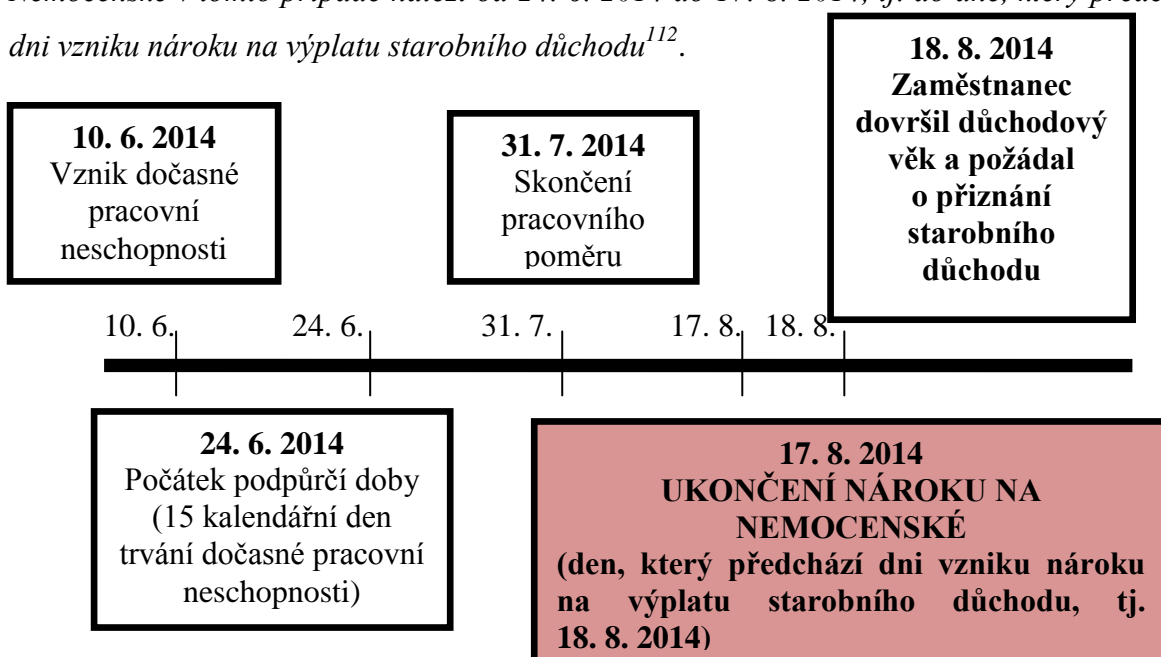 dni vzniku nároku na výplatu starobního důchodu112.
18. 8. 2014
Zaměstnanec
dovršil důchodový
věk a požádal
o přiznání
starobního
důchodu
10. 6. 2014
Vznik dočasné
pracovní
neschopnosti
31. 7. 2014
Skončení
pracovního
poměru
10. 6. 24. 6. 31. 7. 17. 8. 18. 8.
24. 6. 2014
Počátek podpůrčí doby
(15 kalendářní den
trvání dočasné pracovní
neschopnosti)
17. 8. 2014
UKONČENÍ NÁROKU NA
NEMOCENSKÉ
(den, který předchází dni vzniku nároku
na výplatu starobního důchodu, tj.
18. 8. 2014)